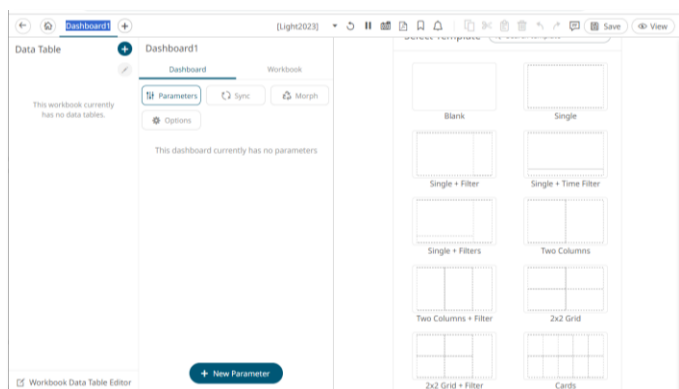 Dashboard1
[Light2023]
Save
View
Data Table
This workbook currently
has no data tables.
Workbook Data Table Editor
Dashboard1
Dashboard
Workbook
Parameters
Sync
Morph
Options
This dashboard currently has no parameters
+ New Parameter
Select Template
Blank
Single
Single + Filter
Single + Time Filter
Single + Filters
Two Columns
Two Columns + Filter
2x2 Grid
2x2 Grid + Filter
Cards